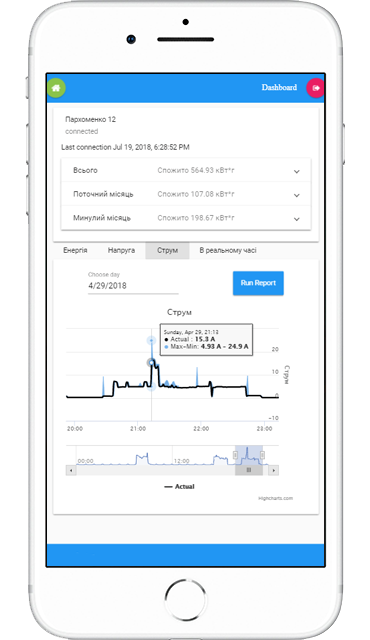 Dashboard
Пархоменко 12
connected
Last connection Jul 19, 2018, 6:28:52 PM
Всього Спожито 564.93 кВт*г
Поточний місяць Спожито 107.08 кВт*г
Минулий місяць Спожито 198.67 кВт*г
Енергія Напруга Струм В реальному часі
Choose day
4/29/2018
Run Report
Струм
Sunday, Apr 29, 21:13
Actual : 15.3 A
Max-Min: 4.93 A - 24.9 A
20
10
0
-10
Струм
20:00 21:00 22:00 23:00
00:00 12:00
Actual
Highcharts.com